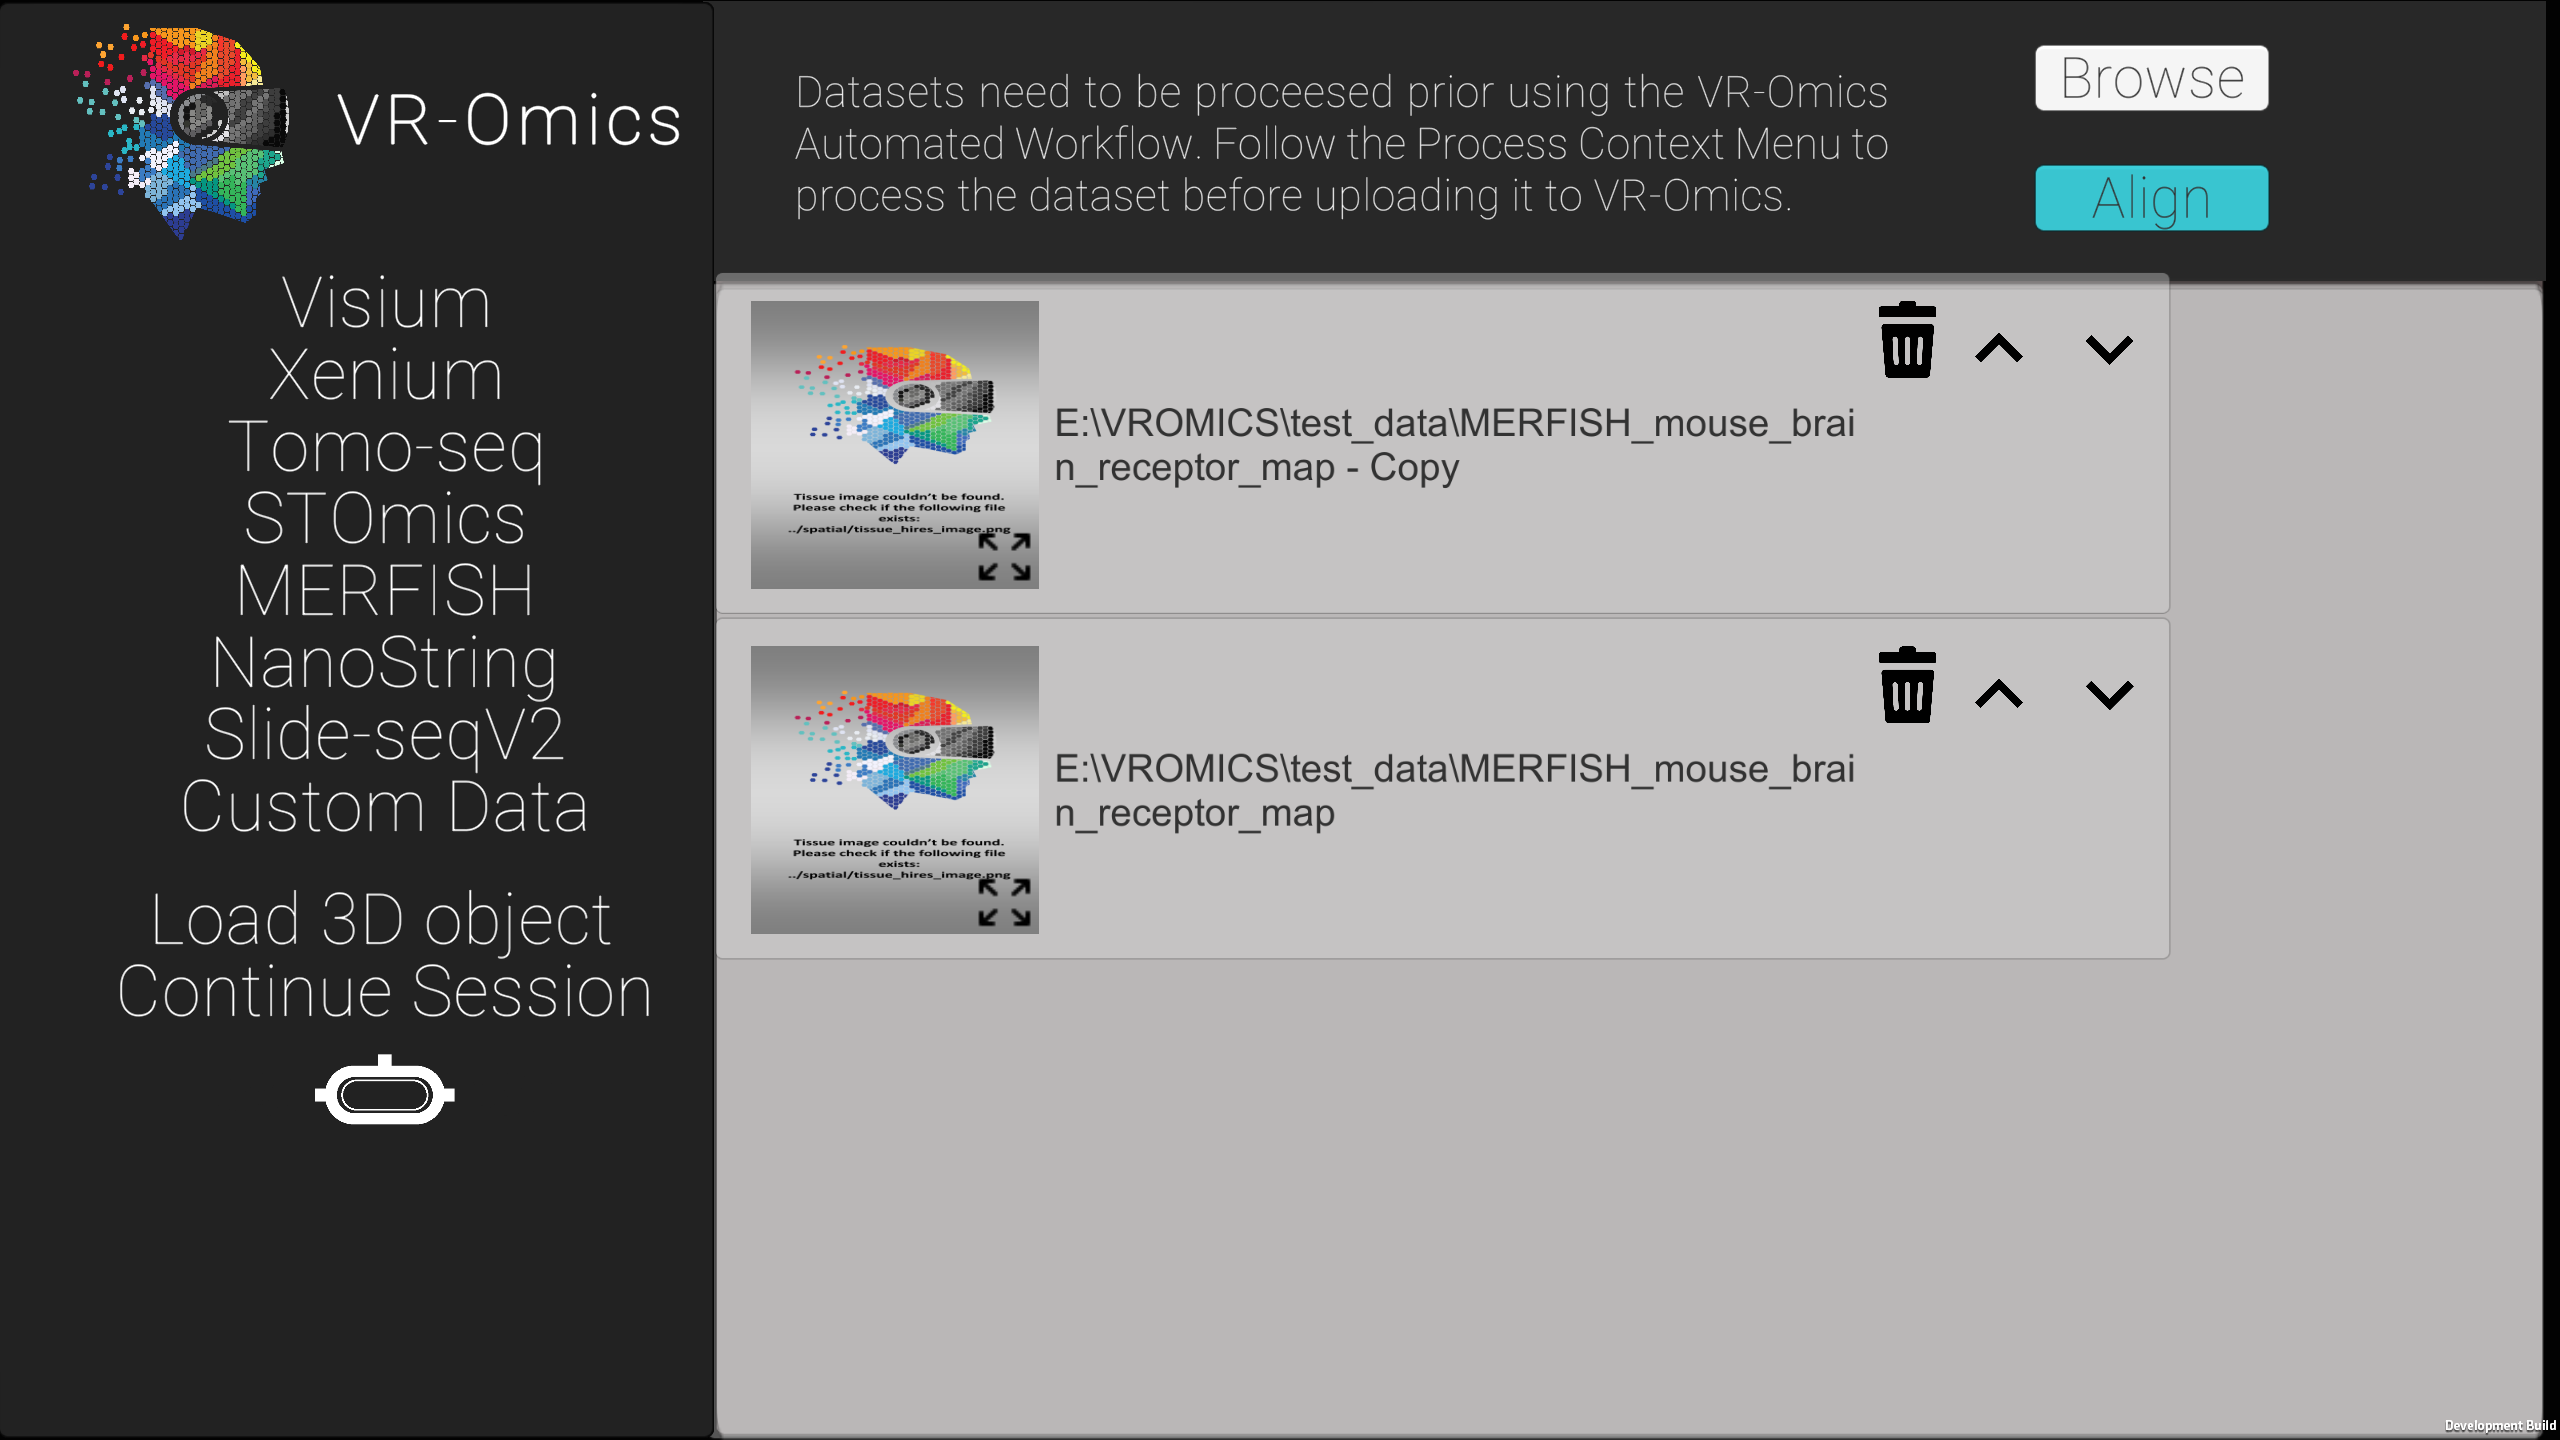 VR-Omics
Visium
Xenium
Tomo-seq
STOmics
MERFISH
NanoString
Slide-seqV2
Custom Data
Load 3D object
Continue Session
Datasets need to be proceesed prior using the VR-Omics
Automated Workflow. Follow the Process Context Menu to
process the dataset before uploading it to VR-Omics.
Browse
Align
Tissue image couldn't be found.
Please check if the following file
exists:
../spatial/tissue_hires_image.png
E:\VROMICS\test_data\MERFISH_mouse_brai
n_receptor_map - Copy
Tissue image couldn't be found.
Please check if the following file
exists:
../spatial/tissue_hires_image.png
E:\VROMICS\test_data\MERFISH_mouse_brai
n_receptor_map
Development Build